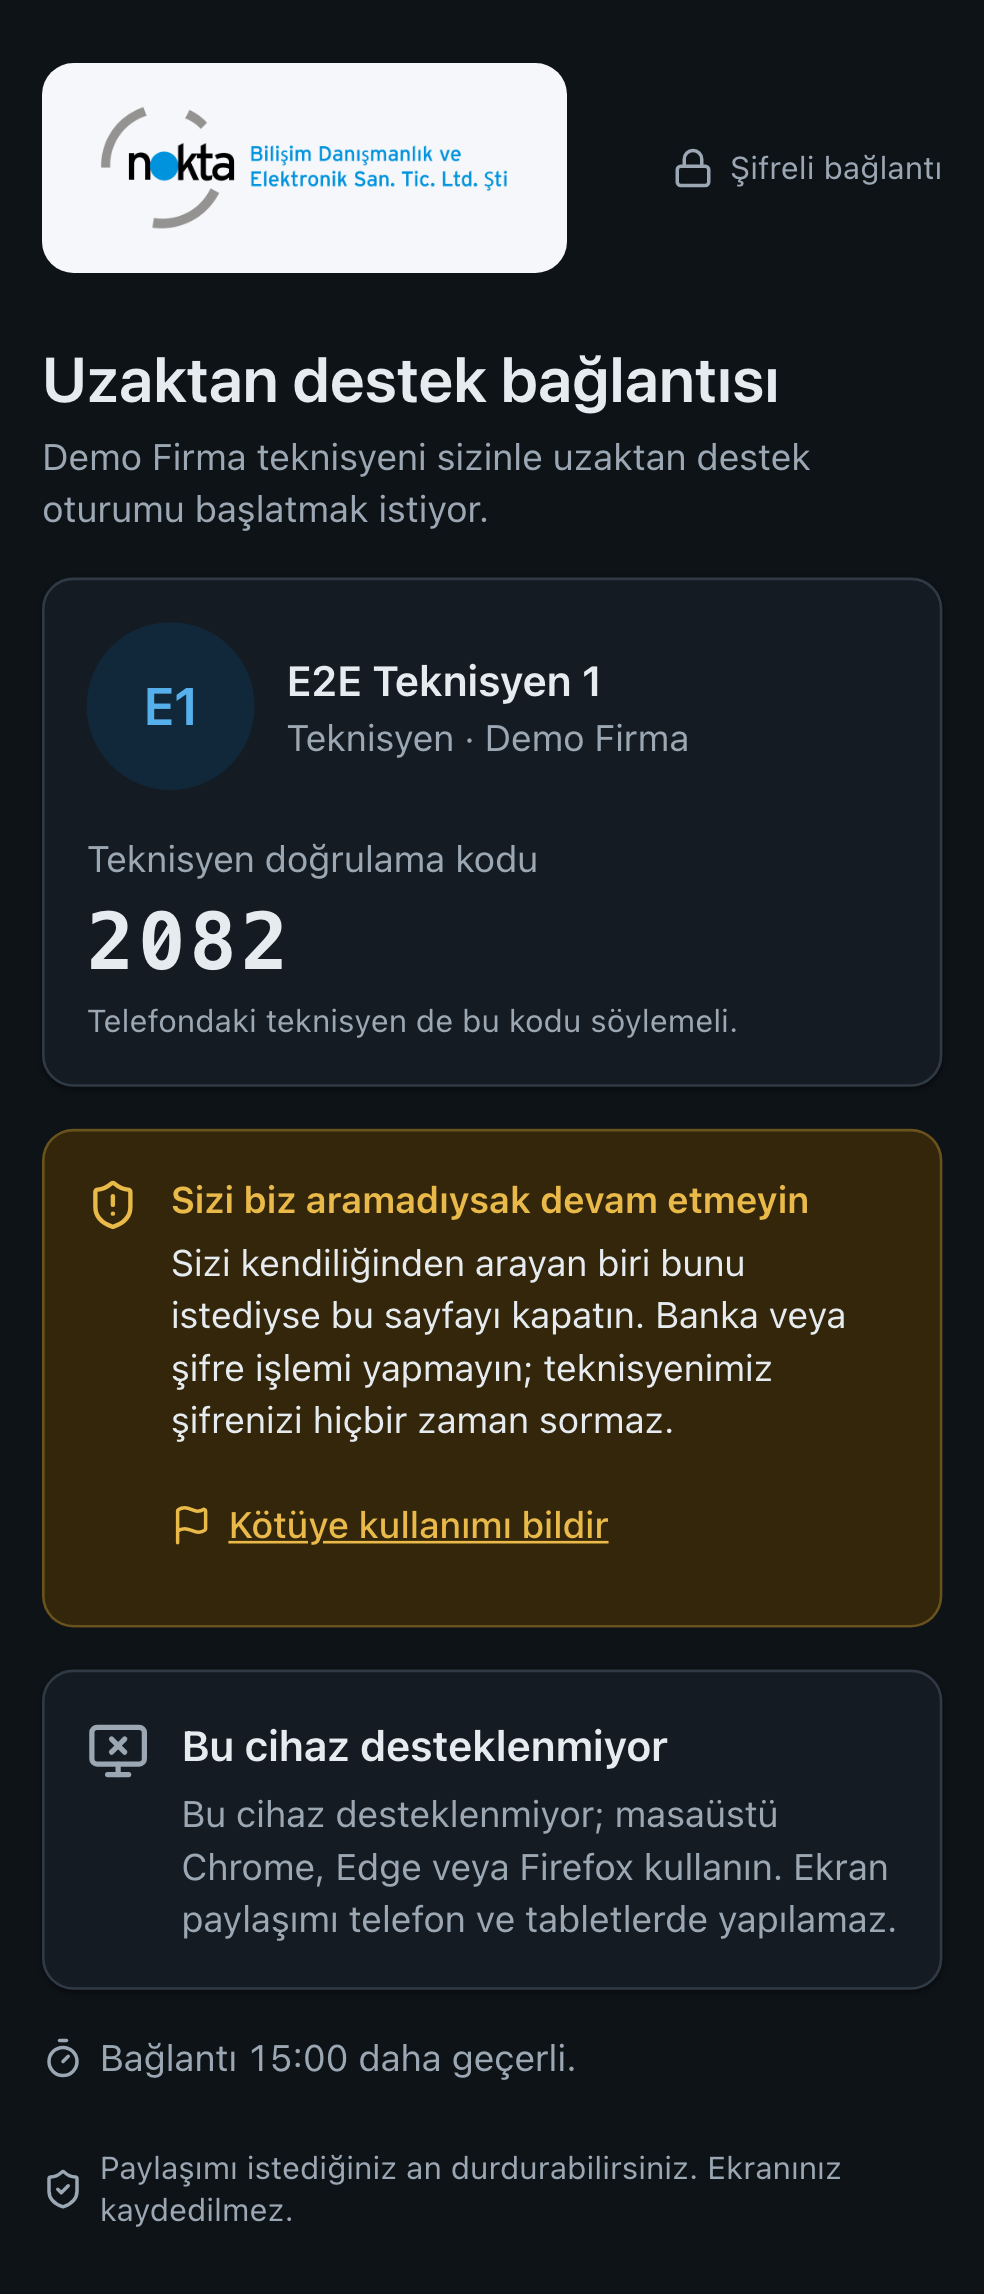 nokta
Bilişim Danışmanlık ve
Elektronik San. Tic. Ltd. Şti
Şifreli bağlantı
Uzaktan destek bağlantısı
Demo Firma teknisyeni sizinle uzaktan destek
oturumu başlatmak istiyor.
E1
E2E Teknisyen 1
Teknisyen · Demo Firma
Teknisyen doğrulama kodu
2082
Telefondaki teknisyen de bu kodu söylemeli.
Sizi biz aramadıysak devam etmeyin
Sizi kendiliğinden arayan biri bunu
istediyse bu sayfayı kapatın. Banka veya
şifre işlemi yapmayın; teknisyenimiz
şifrenizi hiçbir zaman sormaz.
Kötüye kullanımı bildir
Bu cihaz desteklenmiyor
Bu cihaz desteklenmiyor; masaüstü
Chrome, Edge veya Firefox kullanın. Ekran
paylaşımı telefon ve tabletlerde yapılamaz.
Bağlantı 15:00 daha geçerli.
Paylaşımı istediğiniz an durdurabilirsiniz. Ekranınız
kaydedilmez.